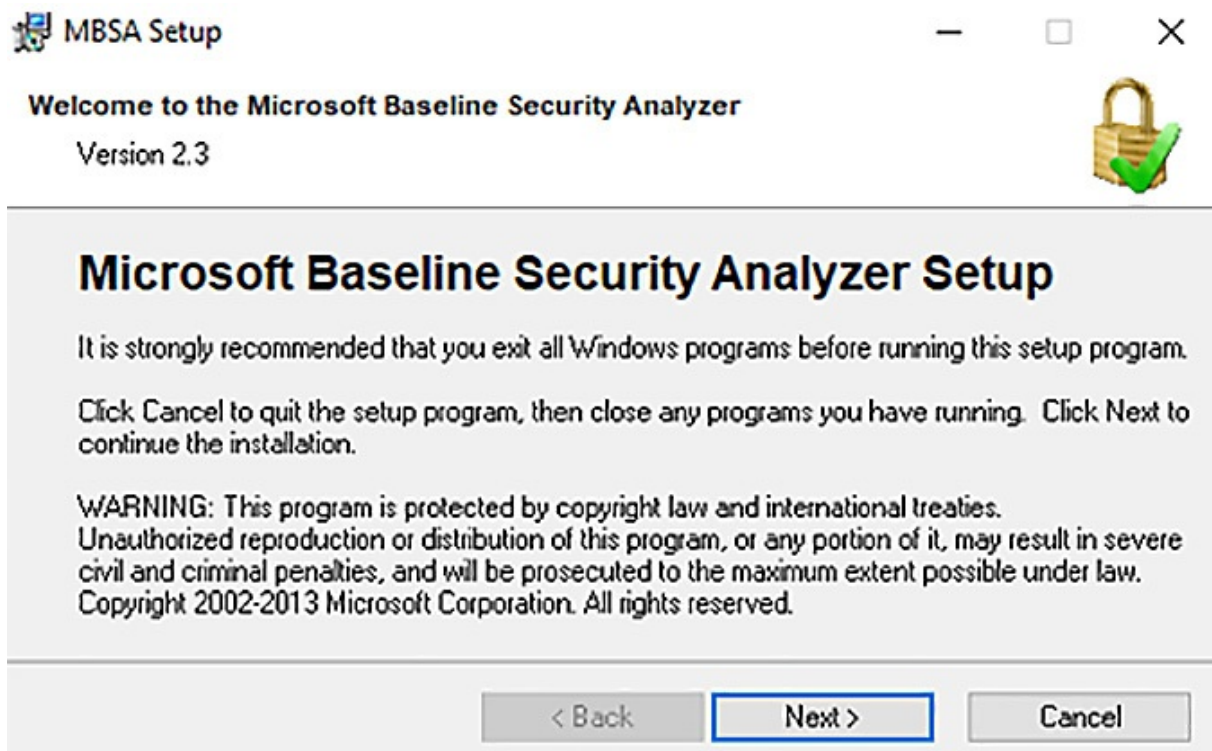 MBSA Setup
Welcome to the Microsoft Baseline Security Analyzer
Version 2.3
Microsoft Baseline Security Analyzer Setup
It is strongly recommended that you exit all Windows programs before running this setup program.
Click Cancel to quit the setup program, then close any programs you have running.  Click Next to
continue the installation.
WARNING: This program is protected by copyright law and international treaties.
Unauthorized reproduction or distribution of this program, or any portion of it, may result in severe
civil and criminal penalties, and will be prosecuted to the maximum extent possible under law.
Copyright 2002-2013 Microsoft Corporation. All rights reserved.
< Back Next > Cancel